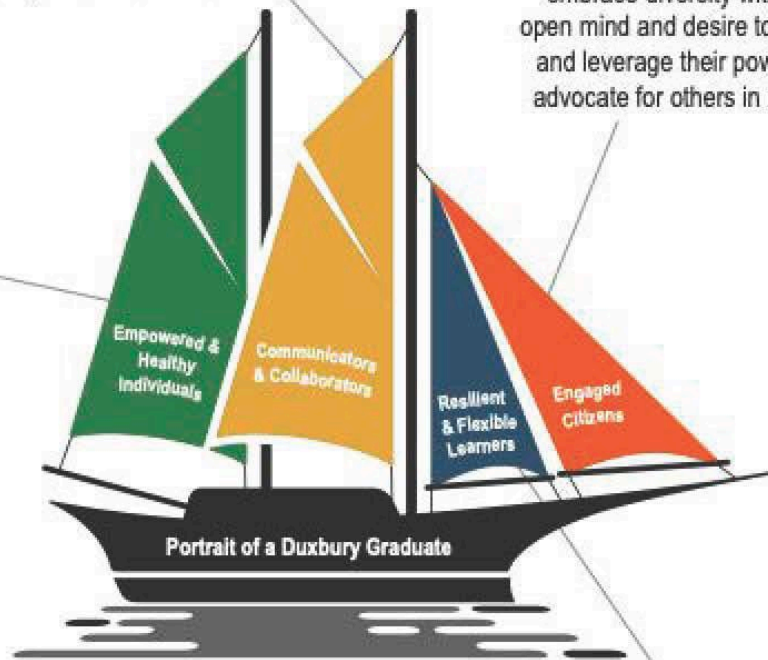 open mind and desire to
and leverage their pow
advocate for others in
Empowered &
Healthy
Individuals
Communicators
& Collaborators
Resilient
& Flexible
Learners
Engaged
Citizens
Portrait of a Duxbury Graduate